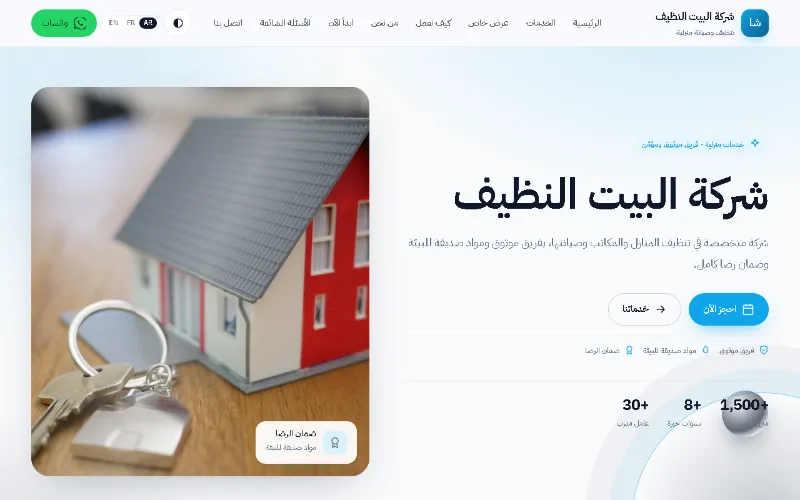 شا
شركة البيت النظيف
تنظيف وصيانة منزلية
الرئيسية
الخدمات
عرض خاص
كيف نعمل
من نحن
ابدأ الآن
الأسئلة الشائعة
اتصل بنا
AR
FR
EN
واتساب
خدمات منزلية - فريق موثوق ومؤمّن
شركة البيت النظيف
شركة متخصصة في تنظيف المنازل والمكاتب وصيانتها، بفريق موثوق ومواد صديقة للبيئة
وضمان رضا كامل.
احجز الآن
خدماتنا
فريق موثوق
مواد صديقة للبيئة
ضمان الرضا
1,500+
8+
سنوات خبرة
30+
عامل مدرب
ضمان الرضا
مواد صديقة للبيئة